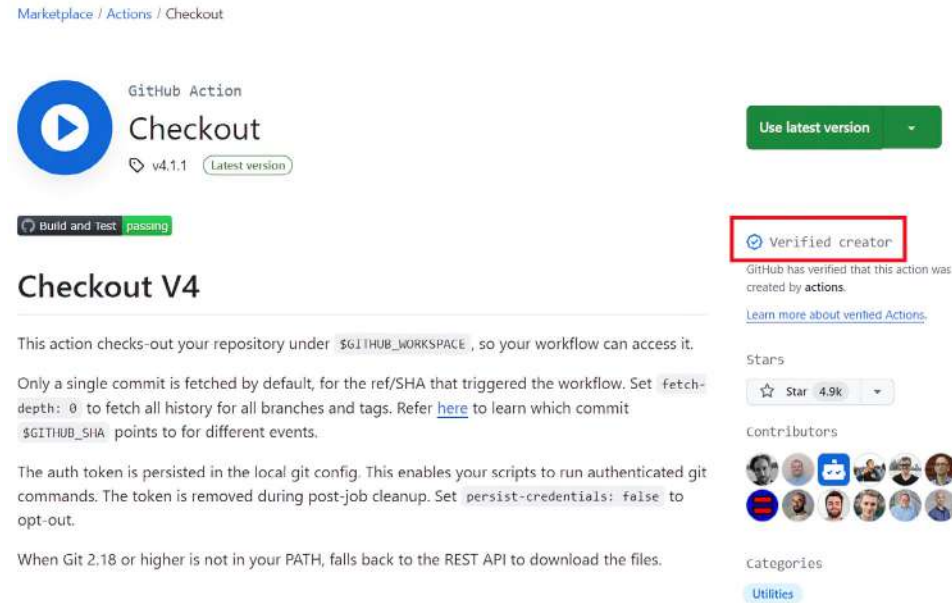 Marketplace / Actions / Checkout
GitHub Action
Checkout
v4.1.1 Latest version
Use latest version
Build and Test passing
Verified creator
GitHub has verified that this action was
created by actions.
Learn more about verified Actions.
Checkout V4
This action checks-out your repository under $GITHUB_WORKSPACE , so your workflow can access it.
Only a single commit is fetched by default, for the ref/SHA that triggered the workflow. Set fetch-
depth: 0 to fetch all history for all branches and tags. Refer here to learn which commit
$GITHUB_SHA points to for different events.
The auth token is persisted in the local git config. This enables your scripts to run authenticated git
commands. The token is removed during post-job cleanup. Set persist-credentials: false to
opt-out.
When Git 2.18 or higher is not in your PATH, falls back to the REST API to download the files.
Stars
Star 4.9k
Contributors
Categories
Utilities